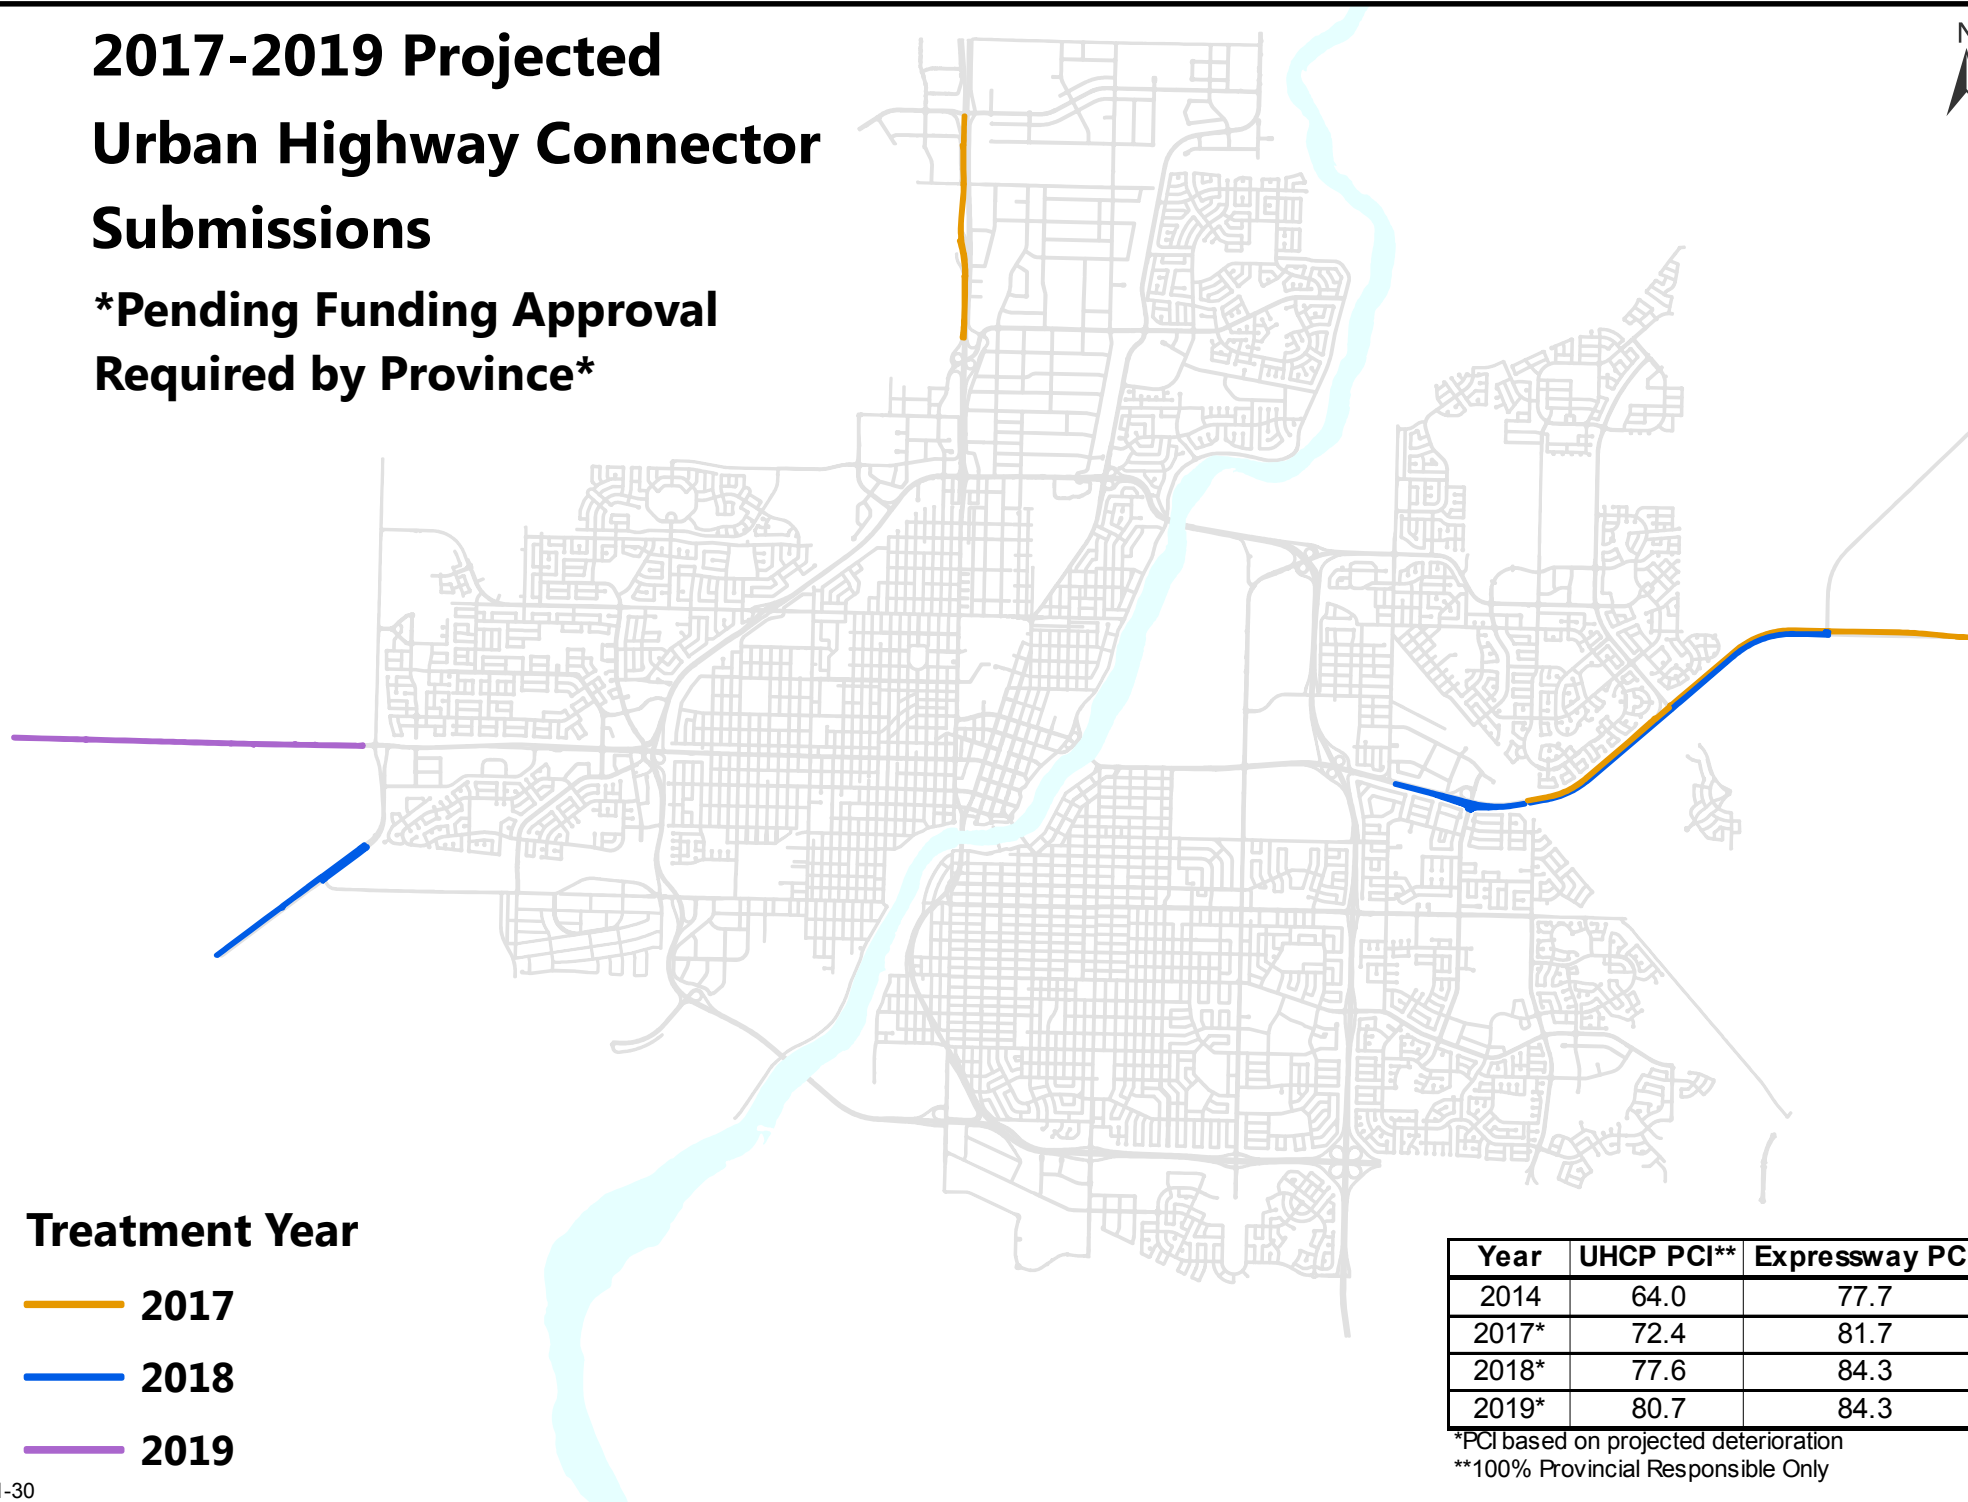 2017-2019 Projected
Urban Highway Connector
Submissions
*Pending Funding Approval
Required by Province*
N
Treatment Year
2017
2018
2019
Year UHCP PCI** Expressway PC
2014 64.0 77.7
2017* 72.4 81.7
2018* 77.6 84.3
2019* 80.7 84.3
*PCI based on projected deterioration
**100% Provincial Responsible Only
-30